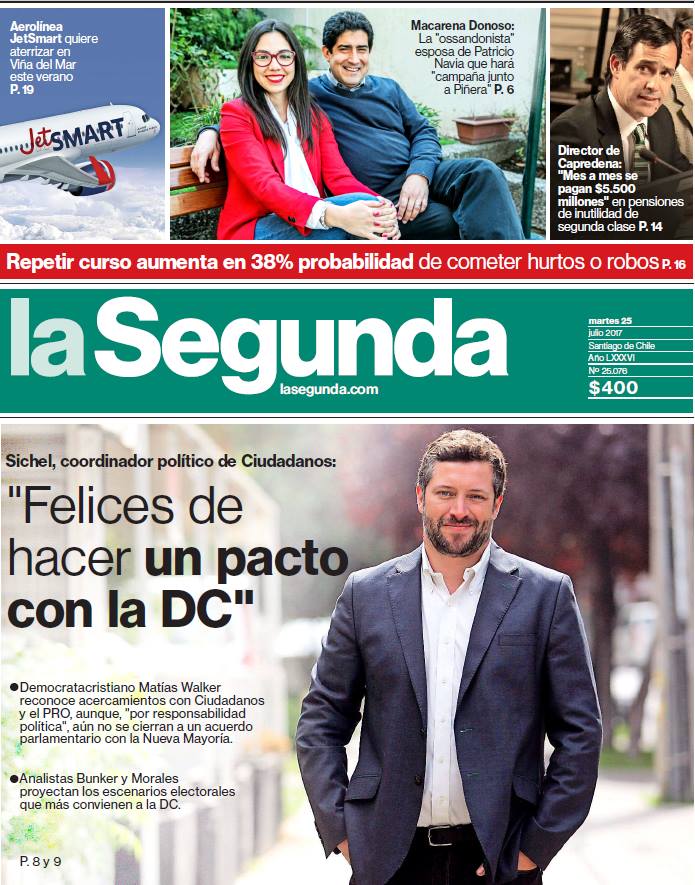 Aerolínea
JetSmart quiere
aterrizar en
Viña del Mar
este verano
P. 19
JetSMART
Macarena Donoso:
La "ossandonista"
esposa de Patricio
Navia que hará
"campaña junto
a Piñera" P. 6
Director de
Capredena:
"Mes a mes se
pagan $5.500
millones" en pensiones
de inutilidad de
segunda clase P. 14
Repetir curso aumenta en 38% probabilidad de cometer hurtos o robos P. 16
la Segunda
lasegunda.com
martes 25
julio 2017
Santiago de Chile
Año LXXXVI
Nº 25.076
$400
Sichel, coordinador político de Ciudadanos:
"Felices de
hacer un pacto
con la DC"
●Democratacristiano Matías Walker
reconoce acercamientos con Ciudadanos
y el PRO, aunque, "por responsabilidad
política", aún no se cierran a un acuerdo
parlamentario con la Nueva Mayoría.
●Analistas Bunker y Morales
proyectan los escenarios electorales
que más convienen a la DC.
P. 8 y 9